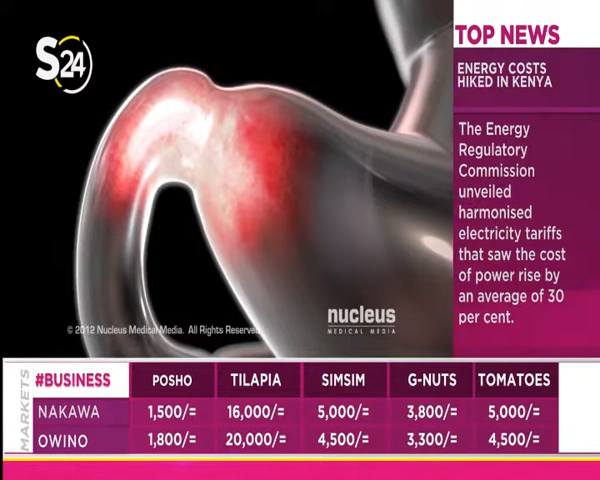 S24
TOP NEWS
ENERGY COSTS
HIKED IN KENYA
The Energy
Regulatory
Commission
unveiled
harmonised
electricity tariffs
that saw the cost
of power rise by
an average of 30
per cent.
nucleus
MEDICAL MEDIA
© 2012 Nucleus Medical Media. All Rights Reserved.
MARKETS
#BUSINESS POSHO TILAPIA SIMSIM G-NUTS TOMATOES
NAKAWA 1,500/= 16,000/= 5,000/= 3,800/= 5,000/=
OWINO 1,800/= 20,000/= 4,500/= 3,300/= 4,500/=